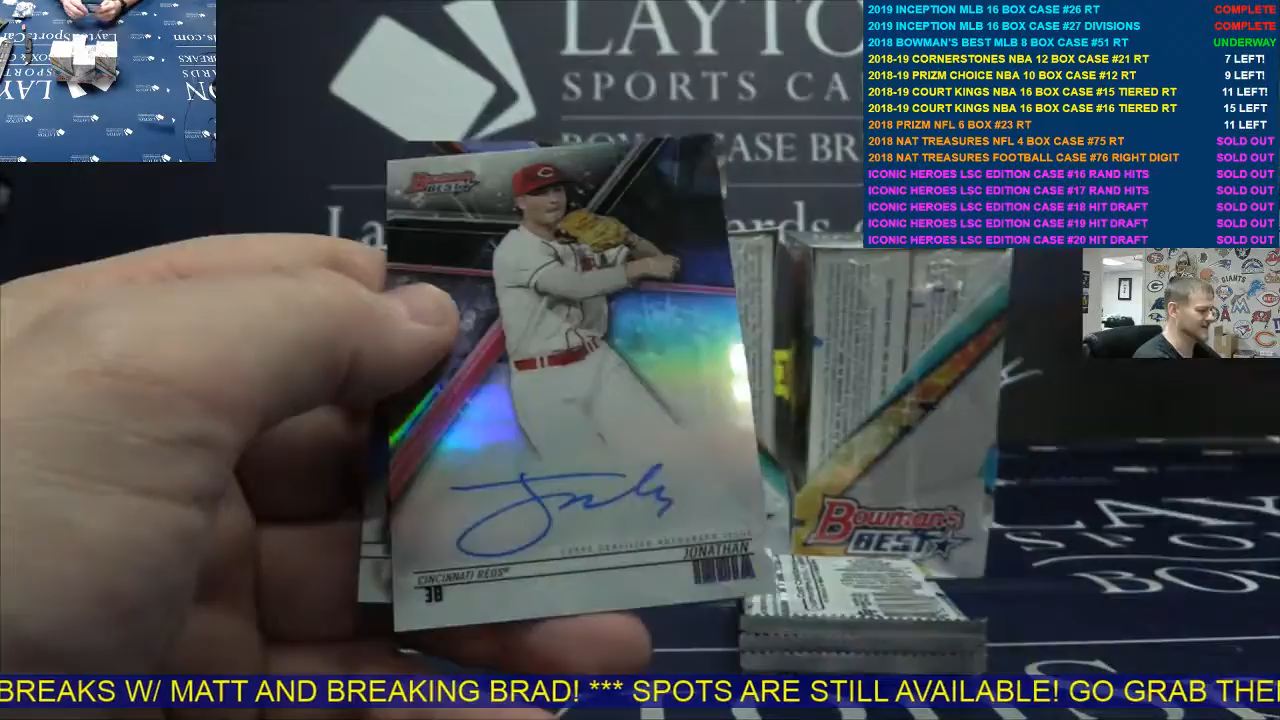 2019 INCEPTION MLB 16 BOX CASE #26 RT COMPLETE
2019 INCEPTION MLB 16 BOX CASE #27 DIVISIONS COMPLETE
2018 BOWMAN'S BEST MLB 8 BOX CASE #51 RT UNDERWAY
2018-19 CORNERSTONES NBA 12 BOX CASE #21 RT 7 LEFT!
2018-19 PRIZM CHOICE NBA 10 BOX CASE #12 RT 9 LEFT!
2018-19 COURT KINGS NBA 16 BOX CASE #15 TIERED RT 11 LEFT!
2018-19 COURT KINGS NBA 16 BOX CASE #16 TIERED RT 15 LEFT
2018 PRIZM NFL 6 BOX #23 RT 11 LEFT
2018 NAT TREASURES NFL 4 BOX CASE #75 RT SOLD OUT
2018 NAT TREASURES FOOTBALL CASE #76 RIGHT DIGIT SOLD OUT
ICONIC HEROES LSC EDITION CASE #16 RAND HITS SOLD OUT
ICONIC HEROES LSC EDITION CASE #17 RAND HITS SOLD OUT
ICONIC HEROES LSC EDITION CASE #18 HIT DRAFT SOLD OUT
ICONIC HEROES LSC EDITION CASE #19 HIT DRAFT SOLD OUT
ICONIC HEROES LSC EDITION CASE #20 HIT DRAFT SOLD OUT
LAYTO
SPORTS CA
CASE BR
Bowman's
BEST
TOPPS CERTIFIED AUTOGRAPH ISSUE
CINCINNATI REDS
JONATHAN
INDIA
3B
Bowman's
BEST
BREAKS W/ MATT AND BREAKING BRAD! *** SPOTS ARE STILL AVAILABLE! GO GRAB THE